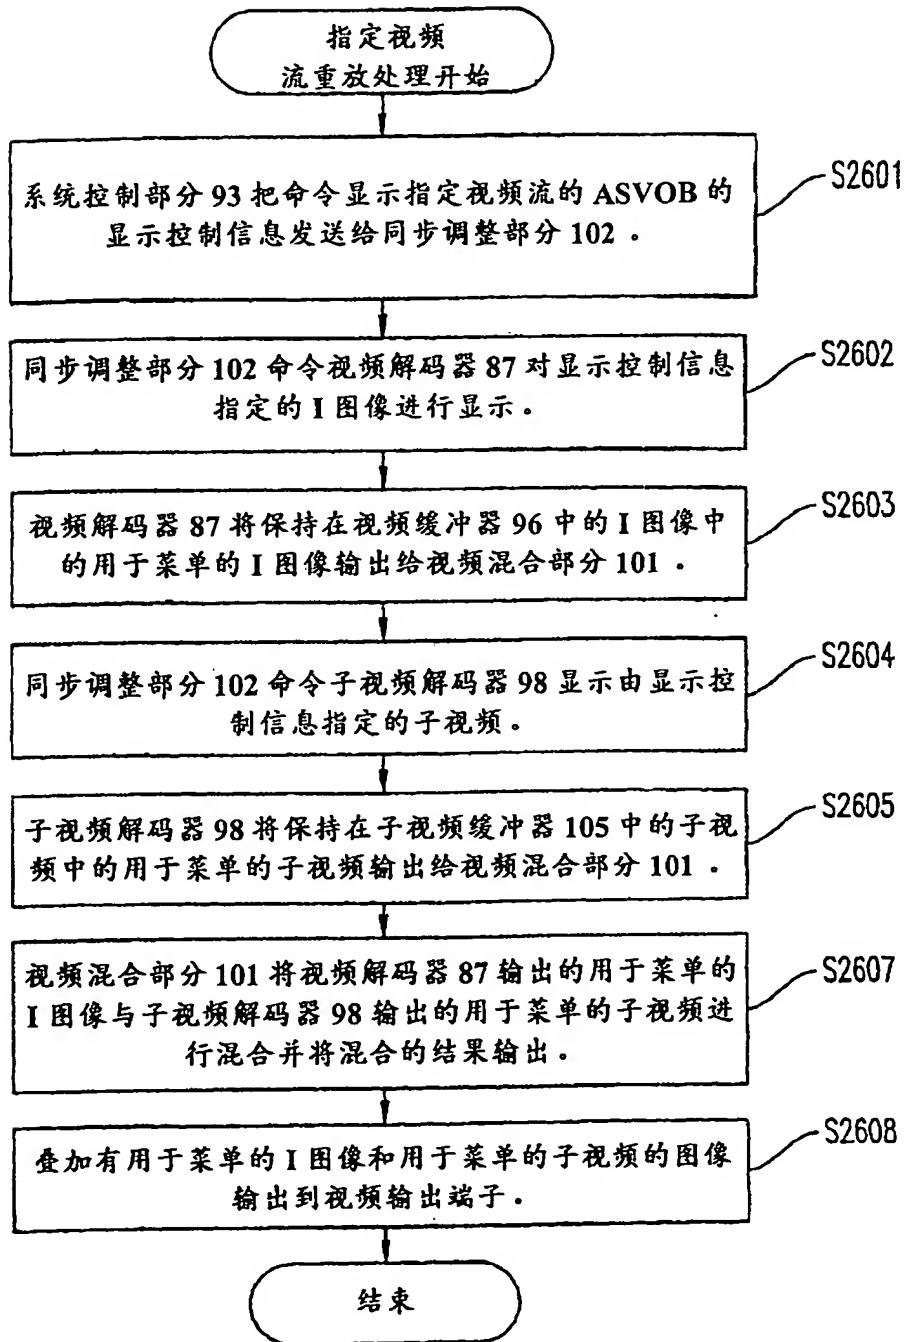 指定视频
流重放处理开始
系统控制部分 93 把命令显示指定视频流的 ASVOB 的
显示控制信息发送给同步调整部分 102 。
S2601
同步调整部分 102 命令视频解码器 87 对显示控制信息
指定的 I 图像进行显示。
S2602
视频解码器 87 将保持在视频缓冲器 96 中的 I 图像中
的用于菜单的 I 图像输出给视频混合部分 101 。
S2603
同步调整部分 102 命令子视频解码器 98 显示由显示控
制信息指定的子视频。
S2604
子视频解码器 98 将保持在子视频缓冲器 105 中的子视
频中的用于菜单的子视频输出给视频混合部分 101 。
S2605
视频混合部分 101 将视频解码器 87 输出的用于菜单的
I 图像与子视频解码器 98 输出的用于菜单的子视频进
行混合并将混合的结果输出。
S2607
叠加有用于菜单的 I 图像和用于菜单的子视频的图像
输出到视频输出端子。
S2608
结束